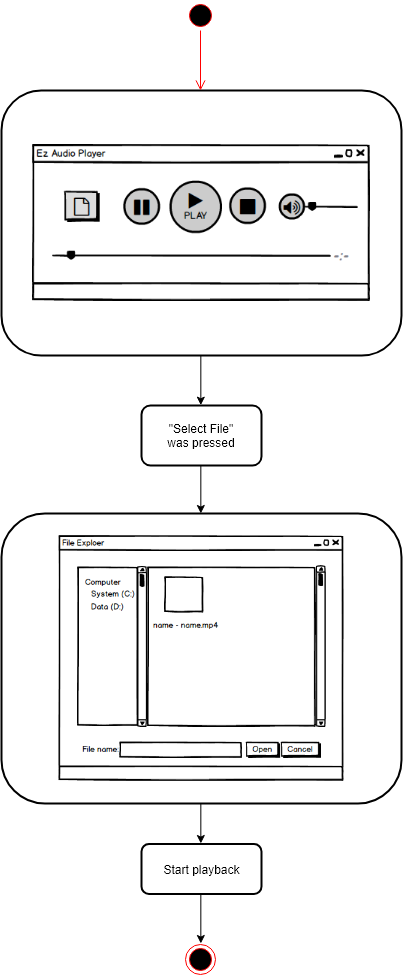 Ez Audio Player
PLAY
-:-
"Select File"
was pressed
File Exploer
Computer
System (C:)
Data (D:)
name - name.mp4
File name:
Open
Cancel
Start playback